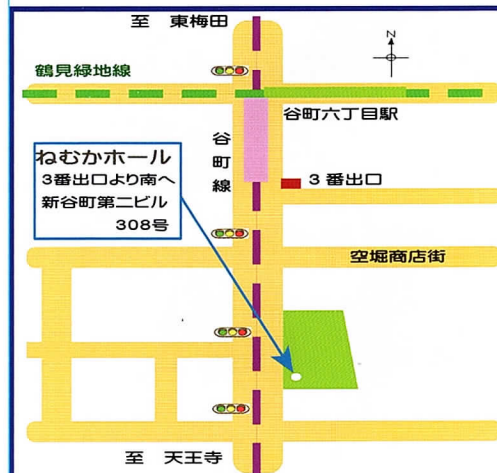 至 東梅田
N
鶴見緑地線
谷町六丁目駅
谷町線
ねむかホール
3番出口より南へ
新谷町第二ビル
308号
3番出口
空堀商店街
至 天王寺